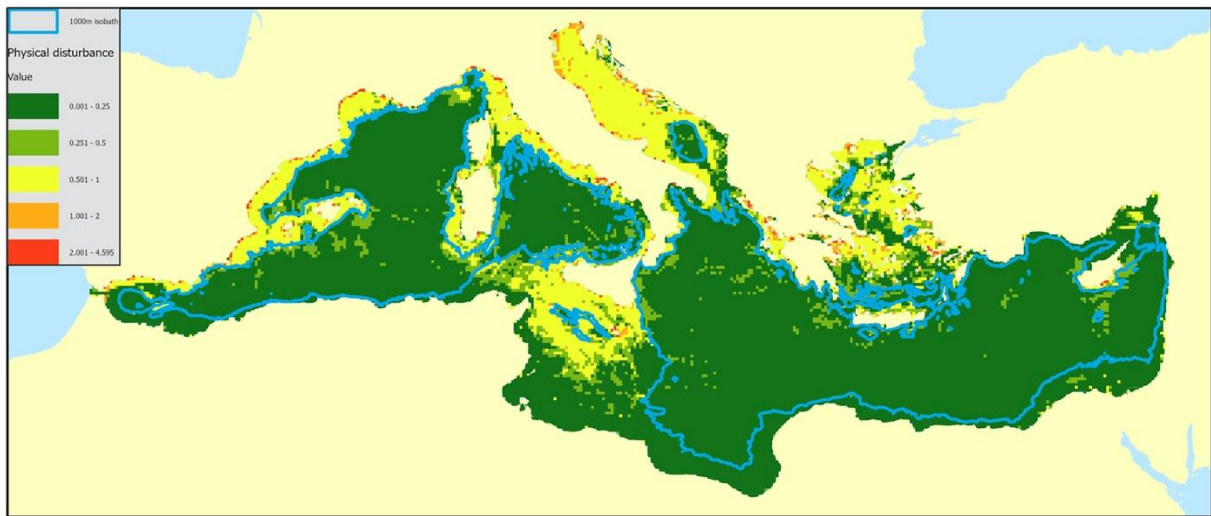 1000m isobath
Physical disturbance
Value
0.001 - 0.25
0.251 - 0.5
0.501 - 1
1.001 - 2
2.001 - 4.595